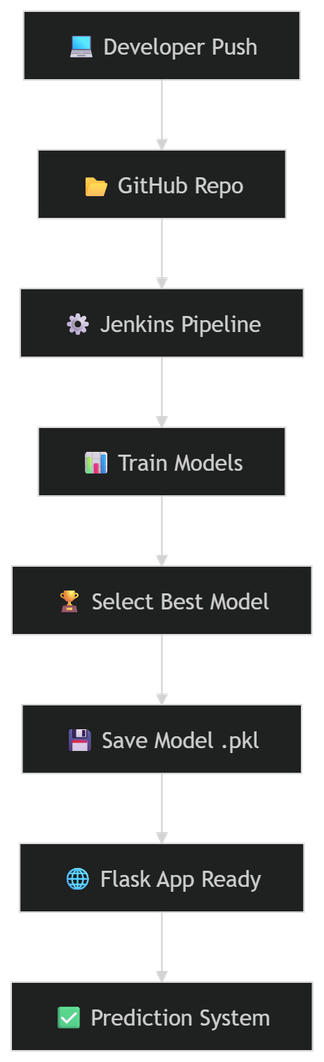 Developer Push
GitHub Repo
Jenkins Pipeline
Train Models
Select Best Model
Save Model .pkl
Flask App Ready
Prediction System